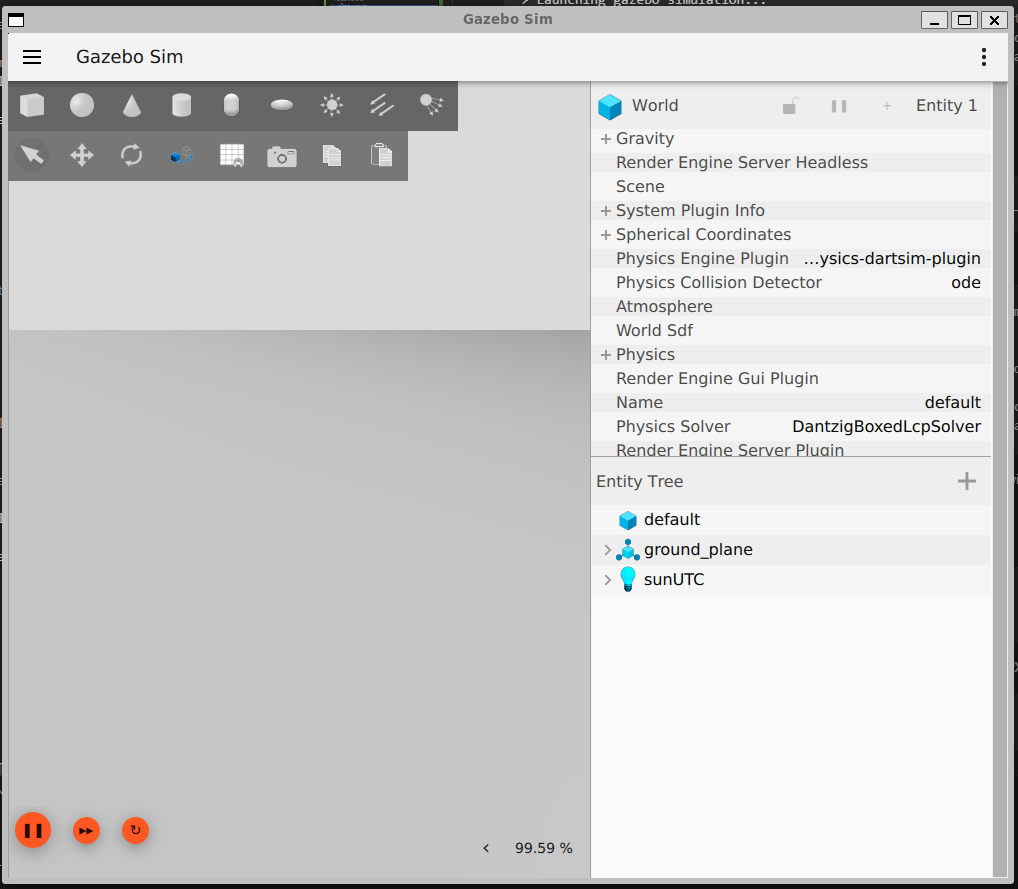 > Launching gazebo simulation...
Gazebo Sim
Gazebo Sim
World Entity 1
Gravity
Render Engine Server Headless
Scene
System Plugin Info
Spherical Coordinates
Physics Engine Plugin ...ysics-dartsim-plugin
Physics Collision Detector ode
Atmosphere
World Sdf
Physics
Render Engine Gui Plugin
Name default
Physics Solver DantzigBoxedLcpSolver
Render Engine Server Plugin
Entity Tree
default
ground_plane
sunUTC
99.59 %